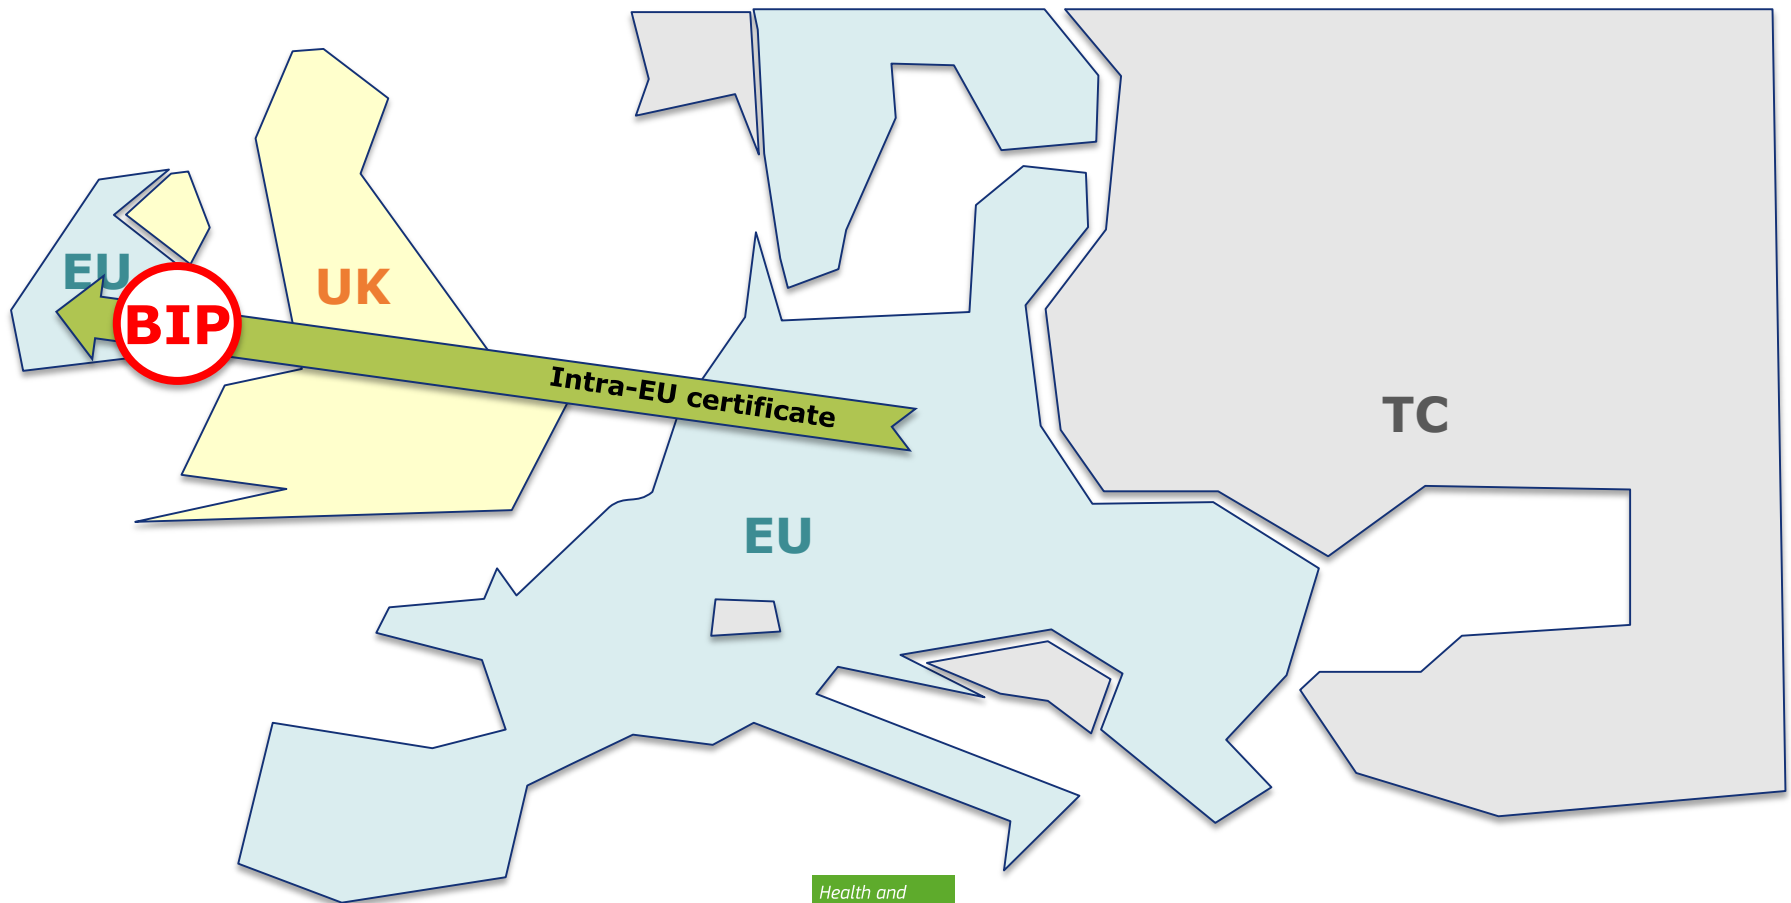 EU
UK
BIP
Intra-EU certificate
TC
EU
Health and